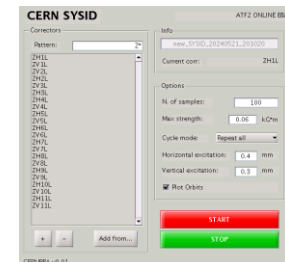 CERN SYSID
ATF2 ONLINE BB
Correctors
Pattern:
Z*
ZH1L
ZV1L
ZH2L
ZV2L
ZH3L
ZV3L
ZH4L
ZV4L
ZH5L
ZV5L
ZH6L
ZV6L
ZH7L
ZV7L
ZH8L
ZV8L
ZH9L
ZV9L
ZH10L
ZV10L
ZH11L
ZV11L
+
-
Add from...
Info
new_SYSID_20240521_201020
Current corr:
ZH1L
Options
N. of samples:
100
Max strength:
0.06
kG*m
Cycle mode:
Repeat all
Horizontal excitation:
0.4
mm
Vertical excitation:
0.3
mm
Plot Orbits
START
STOP